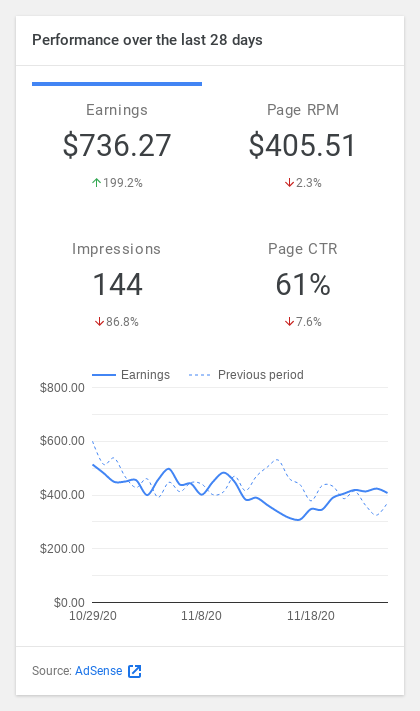 Performance over the last 28 days
Earnings
Page RPM
$736.27
$405.51
199.2%
2.3%
Impressions
Page CTR
144
61%
86.8%
7.6%
Earnings
Previous period
$800.00
$600.00
$400.00
$200.00
$0.00
10/29/20
11/8/20
11/18/20
Source: AdSense